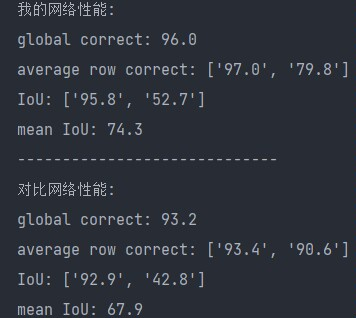 我的网络性能:
global correct: 96.0
average row correct: ['97.0', '79.8']
IoU: ['95.8', '52.7']
mean IoU: 74.3
-----------------------------
对比网络性能:
global correct: 93.2
average row correct: ['93.4', '90.6']
IoU: ['92.9', '42.8']
mean IoU: 67.9